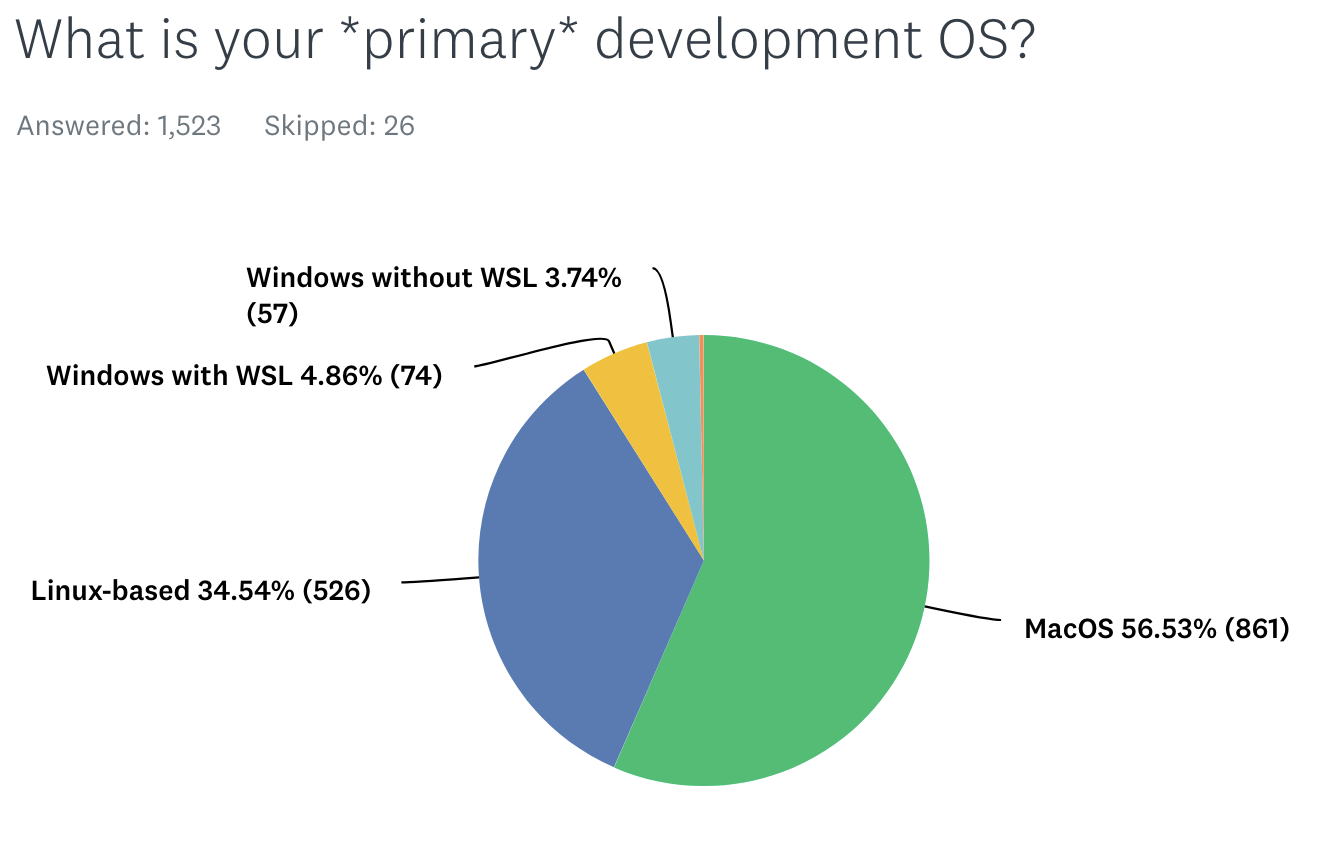 What is your *primary* development OS?
Answered: 1,523 Skipped: 26
Windows without WSL 3.74%
(57)
Windows with WSL 4.86% (74)
Linux-based 34.54% (526)
MacOS 56.53% (861)